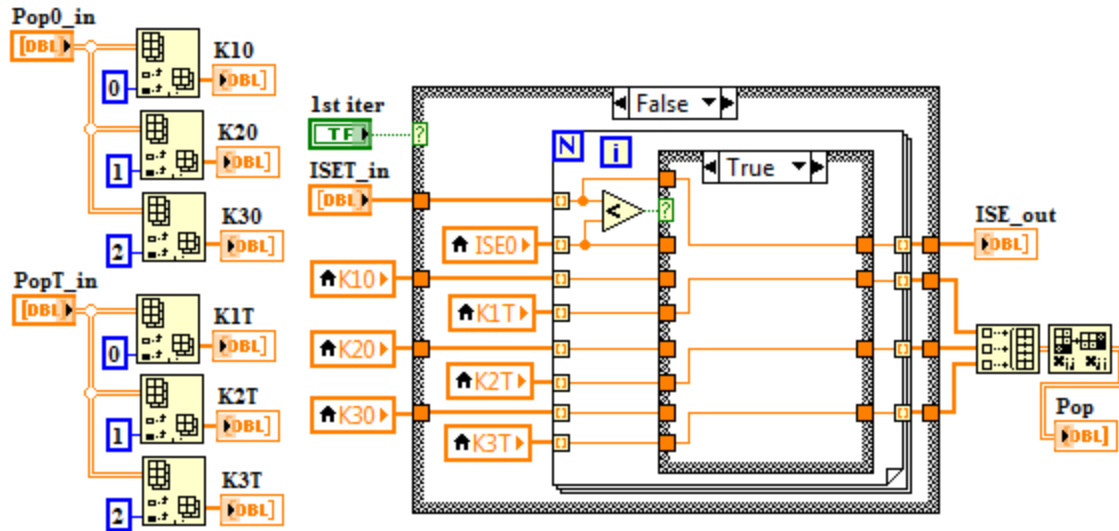 Pop0_in
[DBL]
K10
0
DBL]
K20
1
DBL]
K30
2
DBL]
PopT_in
[DBL]
K1T
0
DBL]
K2T
1
DBL]
K3T
2
DBL]
1st iter
TF
?
False
N
i
True
ISET_in
[DBL]
<
?
ISE0
K10
K1T
K20
K2T
K30
K3T
ISE_out
DBL]
Pop
DBL]